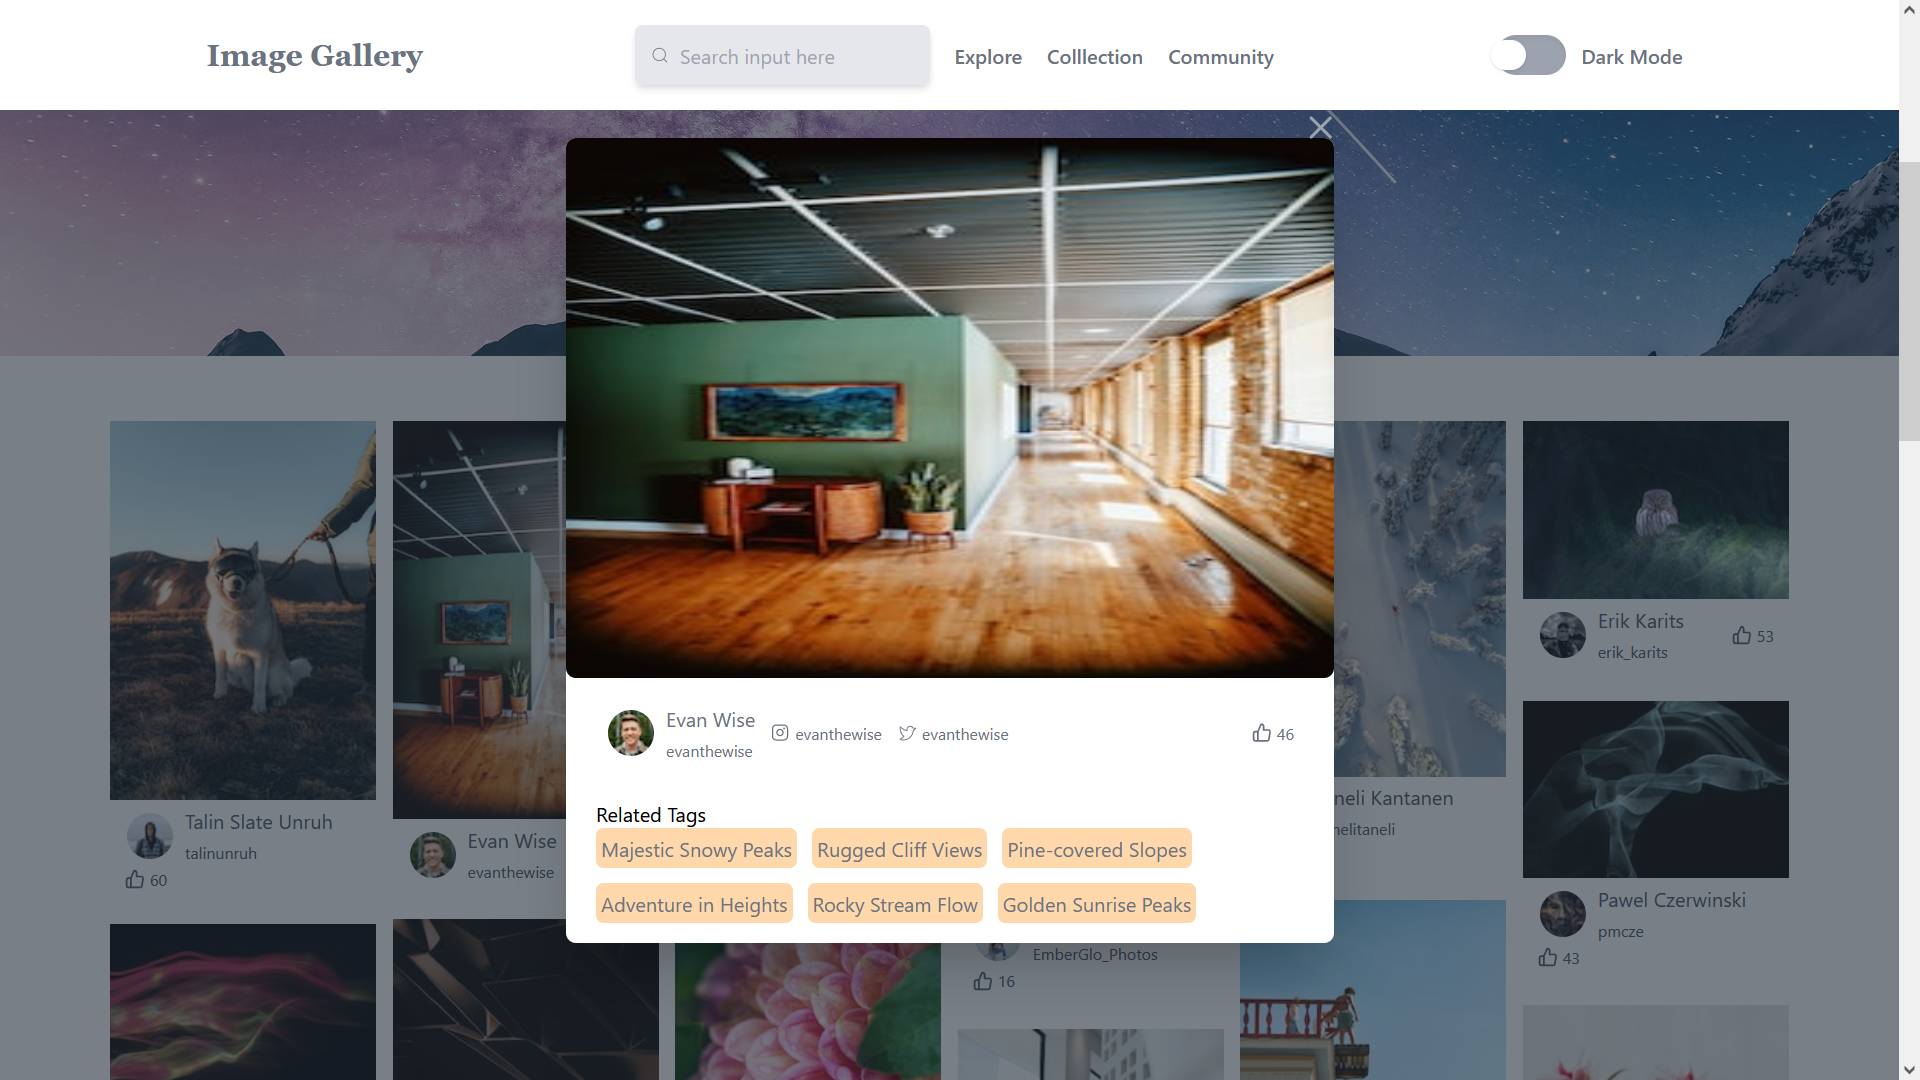 Image Gallery
Search input here
Explore
Colllection
Community
Dark Mode
Evan Wise
evanthewise
evanthewise
evanthewise
46
Related Tags
Majestic Snowy Peaks
Rugged Cliff Views
Pine-covered Slopes
Adventure in Heights
Rocky Stream Flow
Golden Sunrise Peaks
Talin Slate Unruh
talinunruh
60
Evan Wise
evanthewise
EmberGlo_Photos
16
Kantanen
Erik Karits
erik_karits
53
Pawel Czerwinski
pmcze
43